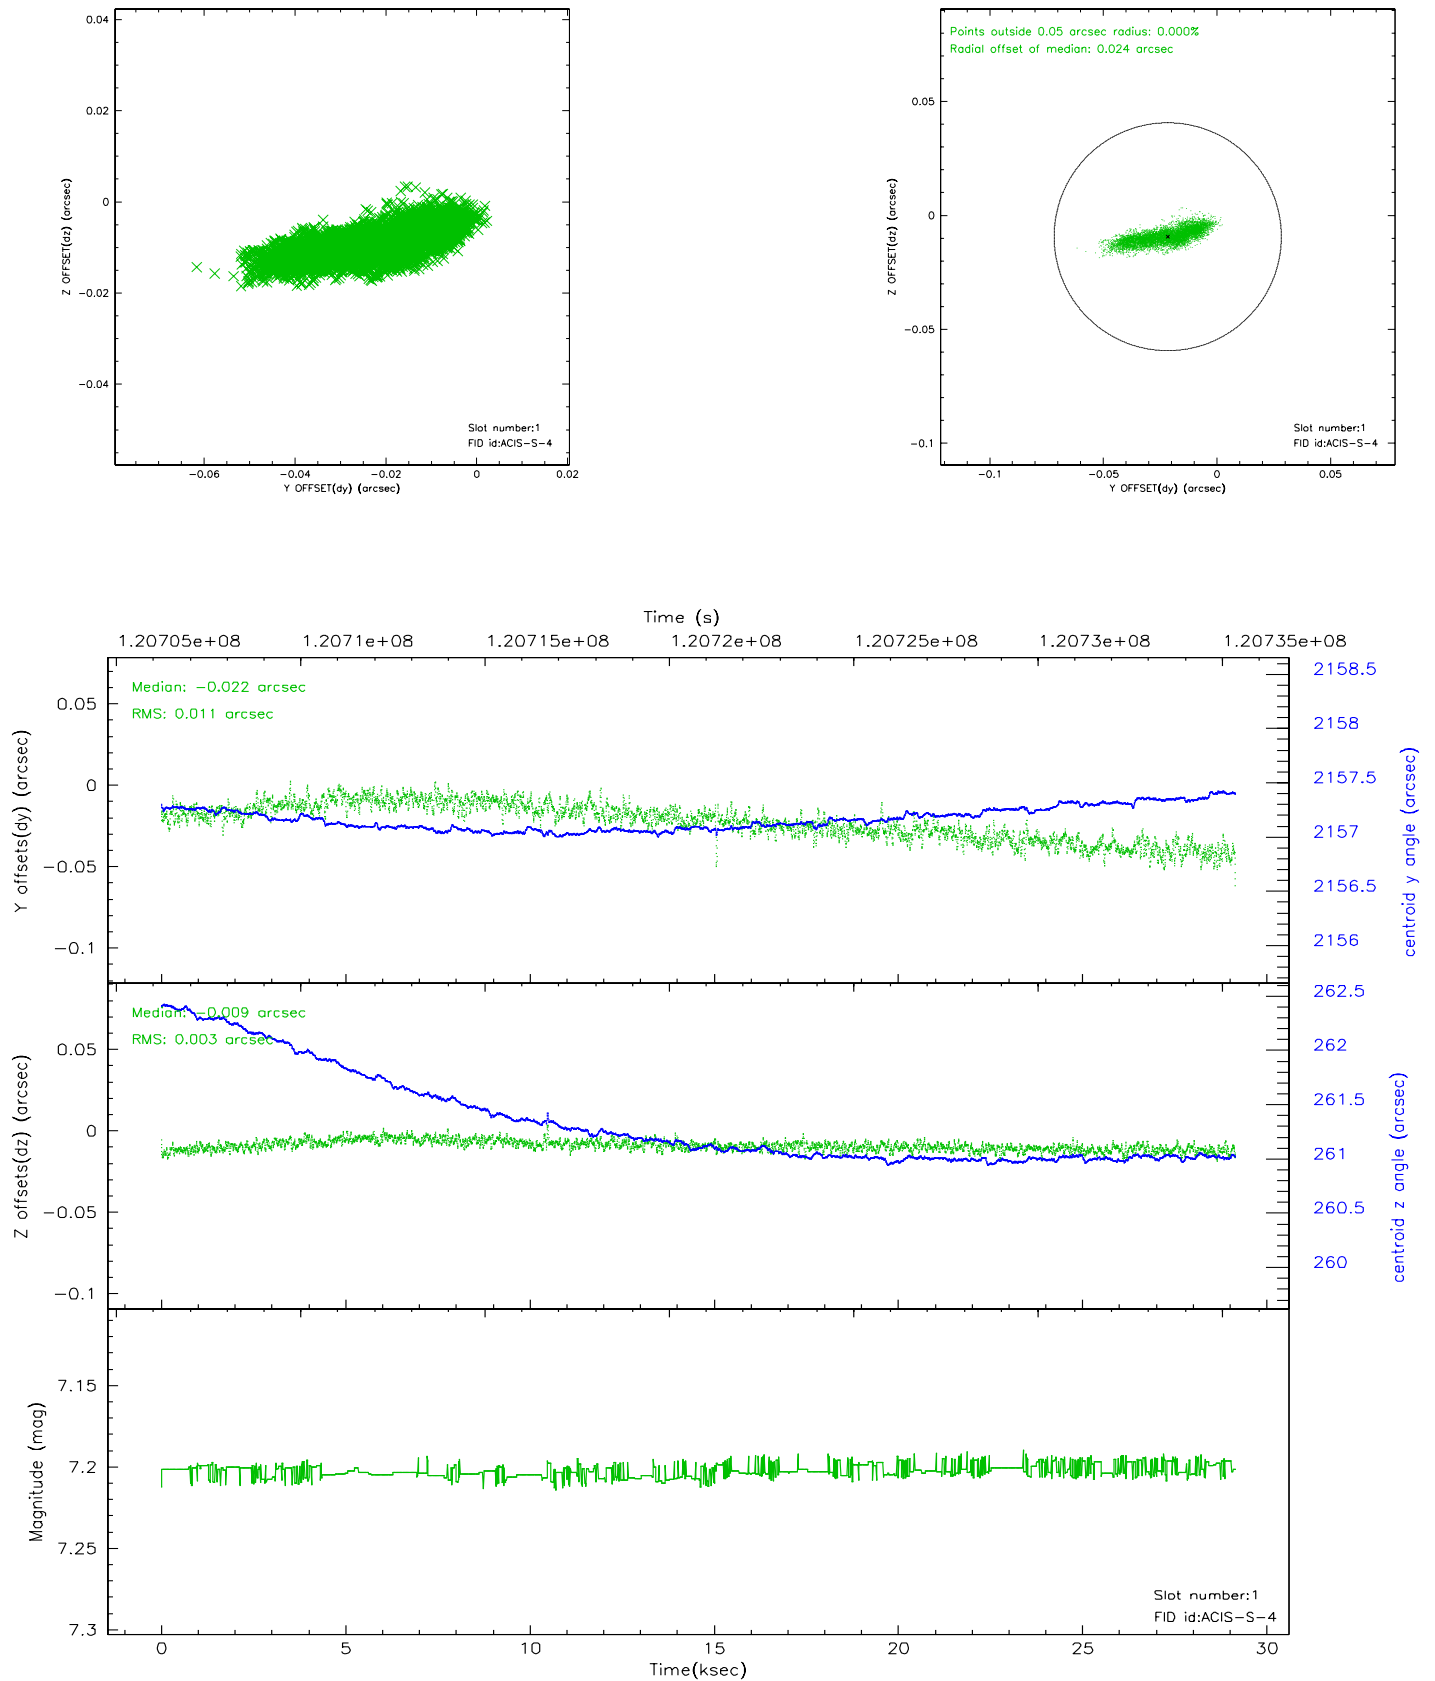 0.04
0.02
0
−0.02
−0.04
Z OFFSET(dz) (arcsec)
Slot number:1
FID id:ACIS−S−4
−0.06
−0.04
−0.02
0
0.02
Y OFFSET(dy) (arcsec)
Points outside 0.05 arcsec radius: 0.000%
Radial offset of median: 0.024 arcsec
0.05
0
−0.05
−0.1
Z OFFSET(dz) (arcsec)
Slot number:1
FID id:ACIS−S−4
−0.1
−0.05
0
0.05
Y OFFSET(dy) (arcsec)
Time (s)
1.20705e+08
1.2071e+08
1.20715e+08
1.2072e+08
1.20725e+08
1.2073e+08
1.20735e+08
Median: −0.022 arcsec
RMS: 0.011 arcsec
0.05
0
−0.05
−0.1
Y offsets(dy) (arcsec)
2158.5
2158
2157.5
2157
2156.5
2156
centroid y angle (arcsec)
Median: −0.009 arcsec
RMS: 0.003 arcsec
0.05
0
−0.05
−0.1
Z offsets(dz) (arcsec)
262.5
262
261.5
261
260.5
260
centroid z angle (arcsec)
7.15
7.2
7.25
7.3
Magnitude (mag)
Slot number:1
FID id:ACIS−S−4
0
5
10
15
20
25
30
Time(ksec)